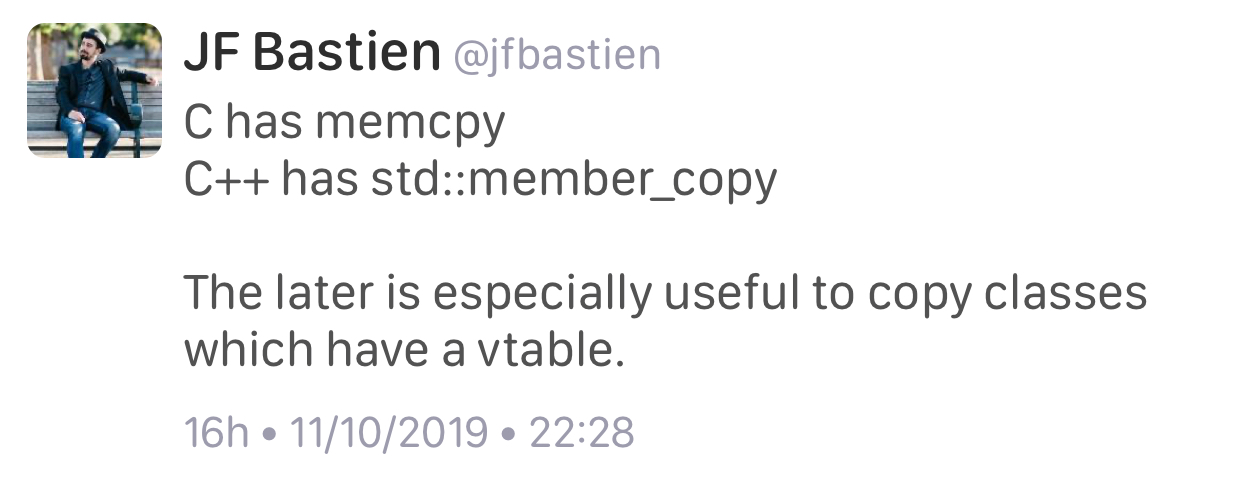 JF Bastien @jfbastien
C has memcpy
C++ has std::member_copy
The later is especially useful to copy classes
which have a vtable.
16h • 11/10/2019 • 22:28